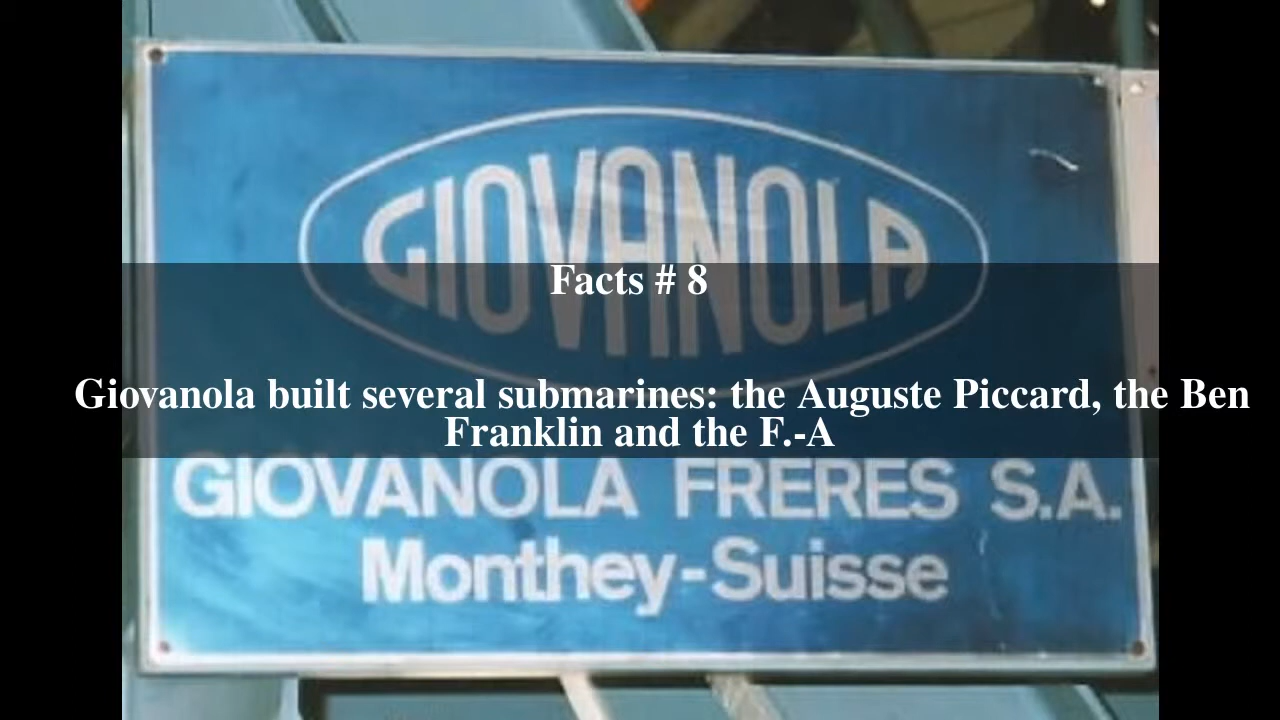 GIOVANOLA
Facts # 8
Giovanola built several submarines: the Auguste Piccard, the Ben
Franklin and the F.-A
GIOVANOLA FRERES S.A.
Monthey-Suisse